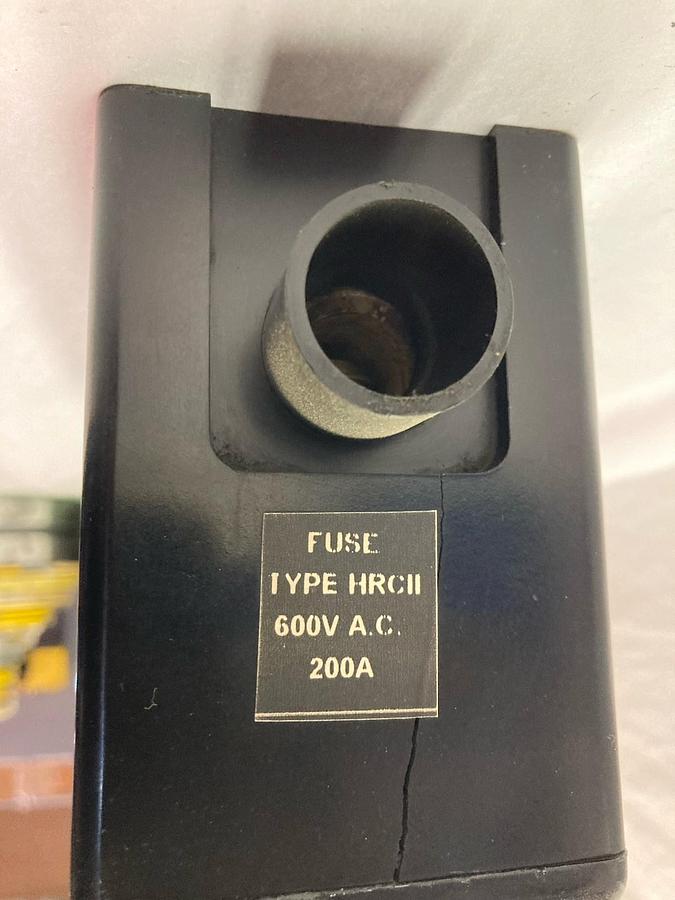 FUSE
TYPE HRCII
600V A.C.
200A